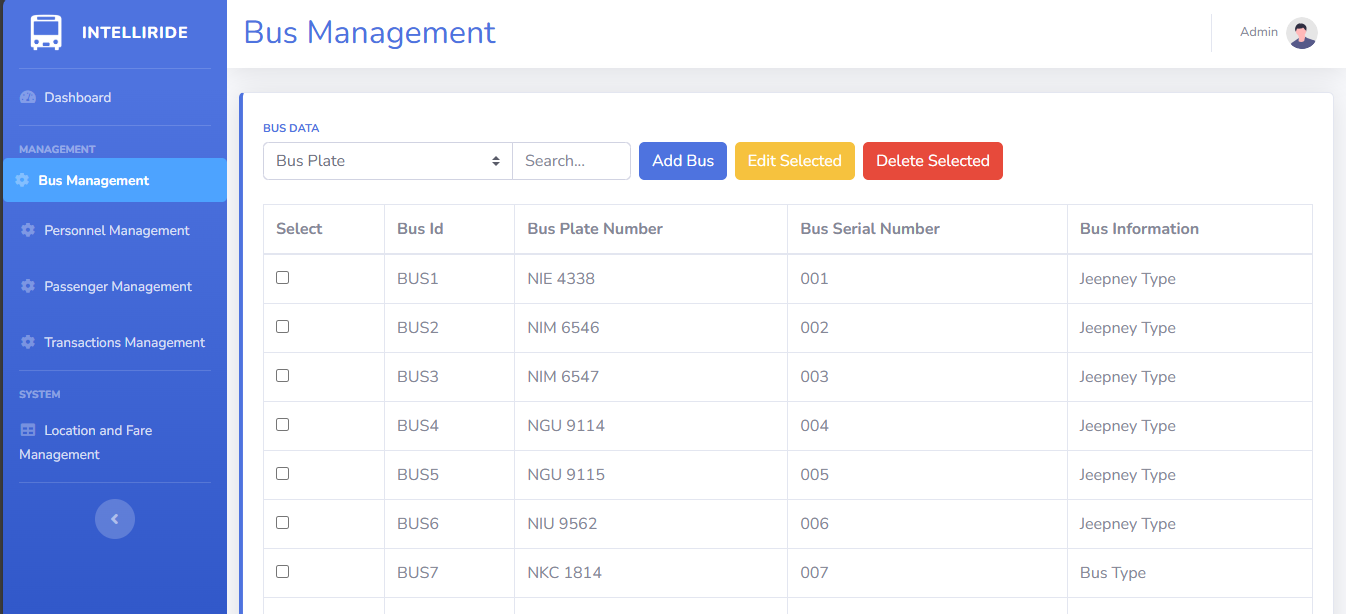 INTELLIRIDE
Bus Management
Admin
Dashboard
MANAGEMENT
Bus Management
Personnel Management
Passenger Management
Transactions Management
SYSTEM
Location and Fare
Management
BUS DATA
Bus Plate Search... Add Bus Edit Selected Delete Selected
Select Bus Id Bus Plate Number Bus Serial Number Bus Information
BUS1 NIE 4338 001 Jeepney Type
BUS2 NIM 6546 002 Jeepney Type
BUS3 NIM 6547 003 Jeepney Type
BUS4 NGU 9114 004 Jeepney Type
BUS5 NGU 9115 005 Jeepney Type
BUS6 NIU 9562 006 Jeepney Type
BUS7 NKC 1814 007 Bus Type